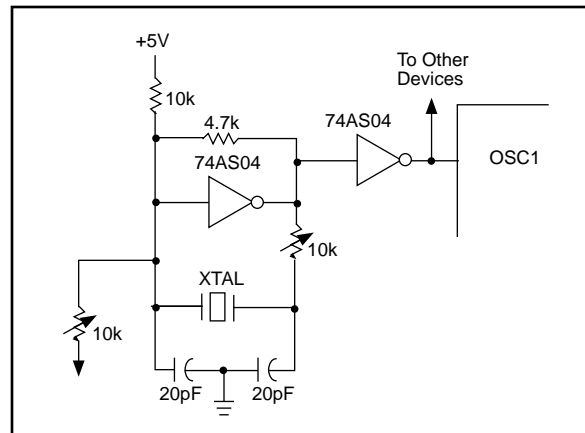 +5V
To Other
Devices
10k
4.7k
74AS04
74AS04
OSC1
10k
XTAL
10k
20pF
20pF